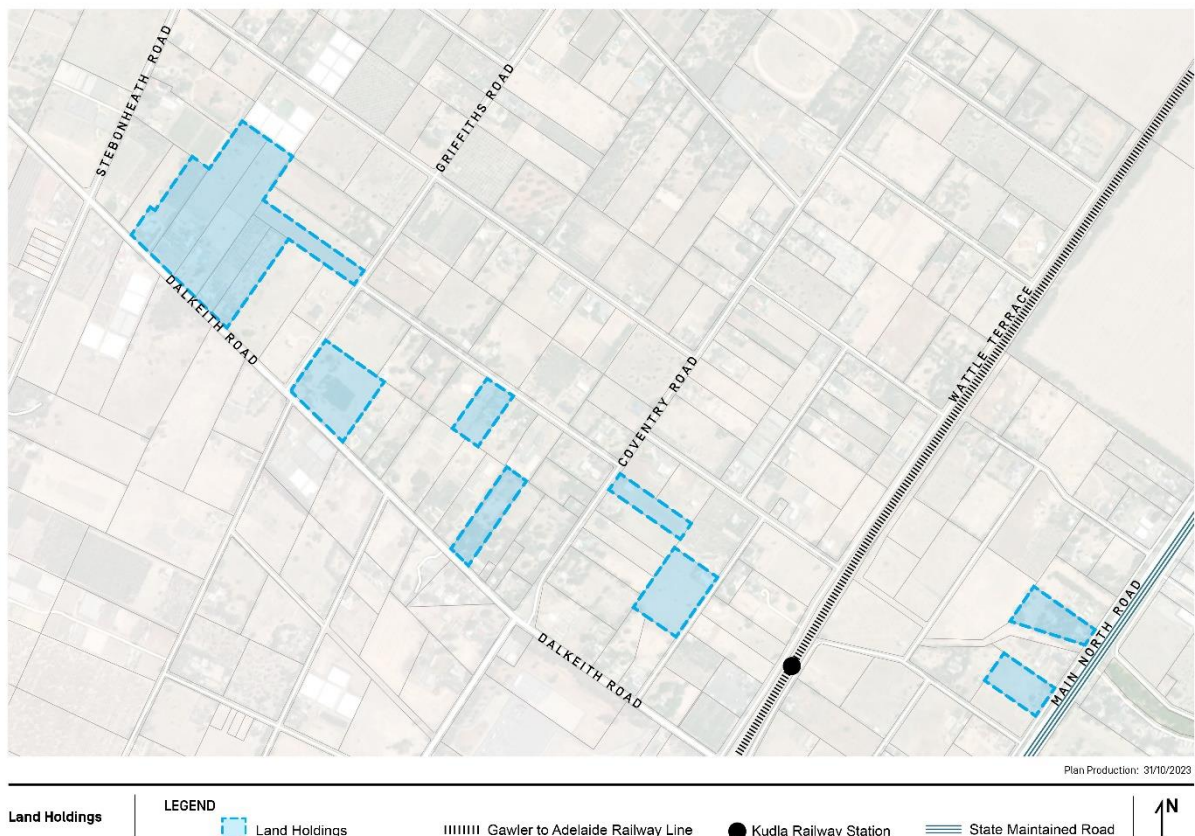 STEBONHEATH ROAD
GRIFFITHS ROAD
DALKEITH ROAD
COVENTRY ROAD
WATTLE TERRACE
DALKEITH ROAD
MAIN NORTH ROAD
Plan Production: 31/10/2023
Land Holdings
LEGEND
Land Holdings
Gawler to Adelaide Railway Line
Kudla Railway Station
State Maintained Road
N